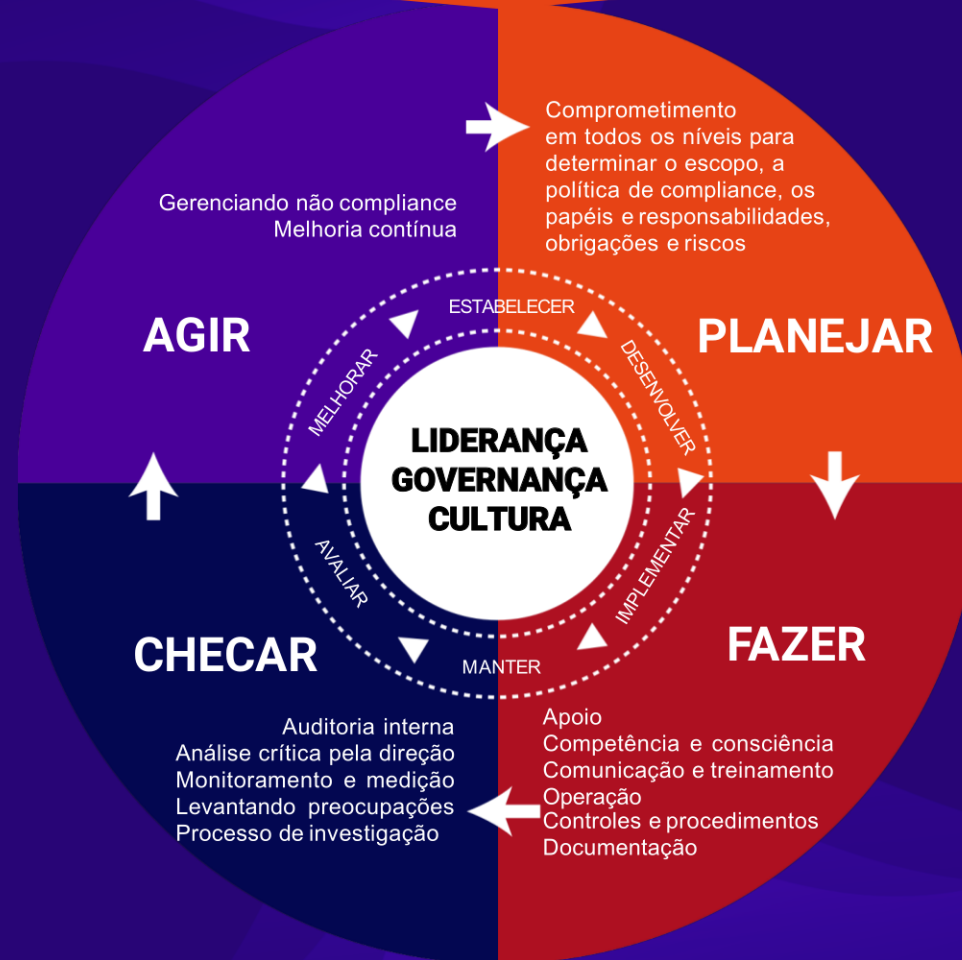 Comprometimento
em todos os níveis para
determinar o escopo, a
política de compliance, os
papéis e responsabilidades,
obrigações e riscos
PLANEJAR
Gerenciando não compliance
Melhoria contínua
AGIR
ESTABELECER
DESENVOLVER
IMPLEMENTAR
MANTER
AVALIAR
MELHORAR
LIDERANÇA
GOVERNANÇA
CULTURA
FAZER
Apoio
Competência e consciência
Comunicação e treinamento
Operação
Controles e procedimentos
Documentação
CHECAR
Auditoria interna
Análise crítica pela direção
Monitoramento e medição
Levantando preocupações
Processo de investigação